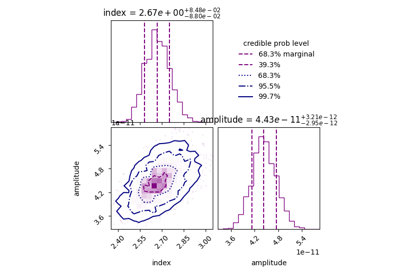 index = 2.67e+00 +8.48e−02 −8.80e−02
credible prob level
68.3% marginal
39.3%
68.3%
95.5%
99.7%
1e−11
amplitude = 4.43e−11 +3.21e−12 −2.95e−12
5.4
4.8
4.2
3.6
amplitude
2.40 2.55 2.70 2.85 3.00
3.6 4.2 4.8 5.4
1e−11
index
amplitude